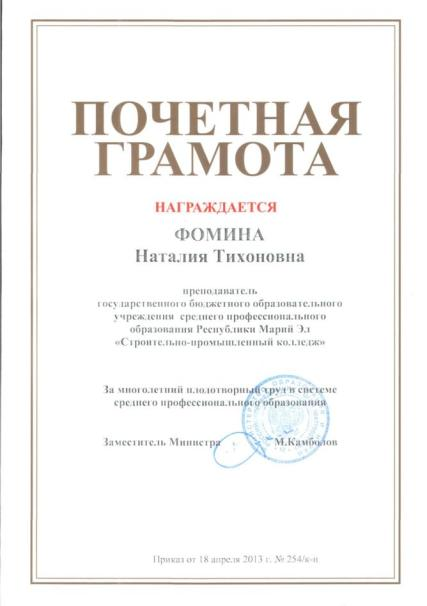 ПОЧЕТНАЯ
ГРАМОТА
НАГРАЖДАЕТСЯ
ФОМИНА
Наталия Тихоновна
преподаватель
государственного бюджетного образовательного
учреждения среднего профессионального
образования Республики Марий Эл
«Строительно-промышленный колледж»
За многолетний плодотворный труд в системе
среднего профессионального образования
Заместитель Министра М.Камболов
Приказ от 18 апреля 2013 г. № 254/к-н